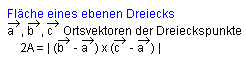 Fläche eines ebenen Dreiecks
a⃗ , b⃗ , c⃗ Ortsvektoren der Dreieckspunkte
2A = | (b⃗ - a⃗ ) x (c⃗ - a⃗ ) |